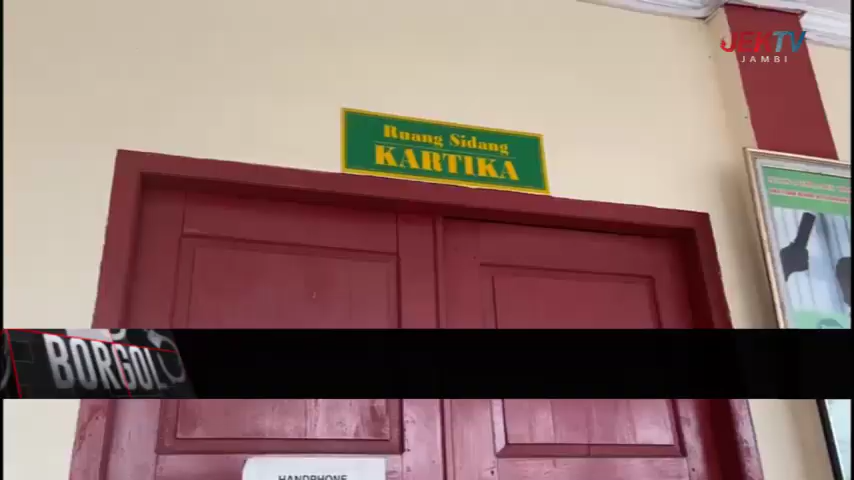 JEKTV
JAMBI
Ruang Sidang
KARTIKA
BORGOL
HANDPHONE